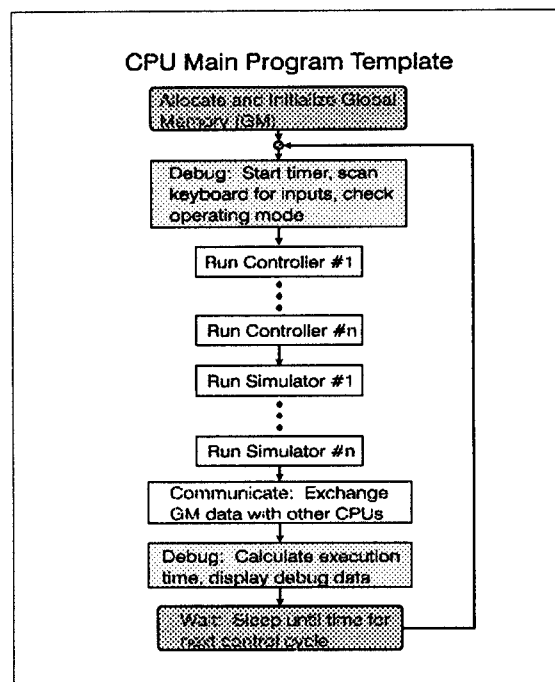 CPU Main Program Template
Allocate and Initialize Global
Memory (GM)
Debug: Start timer, scan
keyboard for inputs, check
operating mode
Run Controller #1
Run Controller #n
Run Simulator #1
Run Simulator #n
Communicate: Exchange
GM data with other CPUs
Debug: Calculate execution
time, display debug data
Wait: Sleep until time for
next control cycle